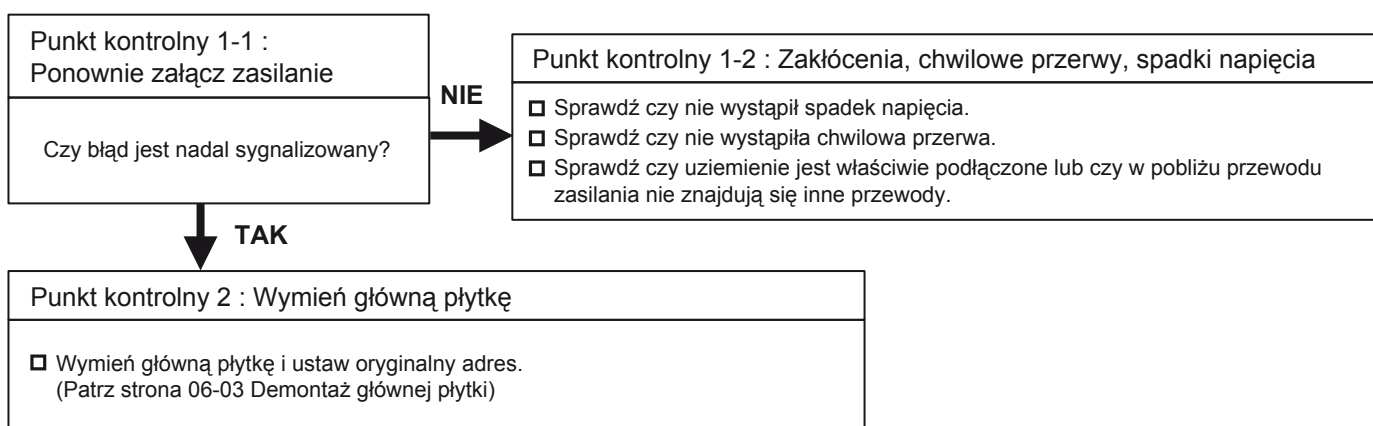 Punkt kontrolny 1-1 :
Ponownie załącz zasilanie
Czy błąd jest nadal sygnalizowany?
NIE
Punkt kontrolny 1-2 : Zakłócenia, chwilowe przerwy, spadki napięcia
Sprawdź czy nie wystąpił spadek napięcia.
Sprawdź czy nie wystąpiła chwilowa przerwa.
Sprawdź czy uziemienie jest właściwie podłączone lub czy w pobliżu przewodu
zasilania nie znajdują się inne przewody.
TAK
Punkt kontrolny 2 : Wymień główną płytkę
Wymień główną płytkę i ustaw oryginalny adres.
(Patrz strona 06-03 Demontaż głównej płytki)